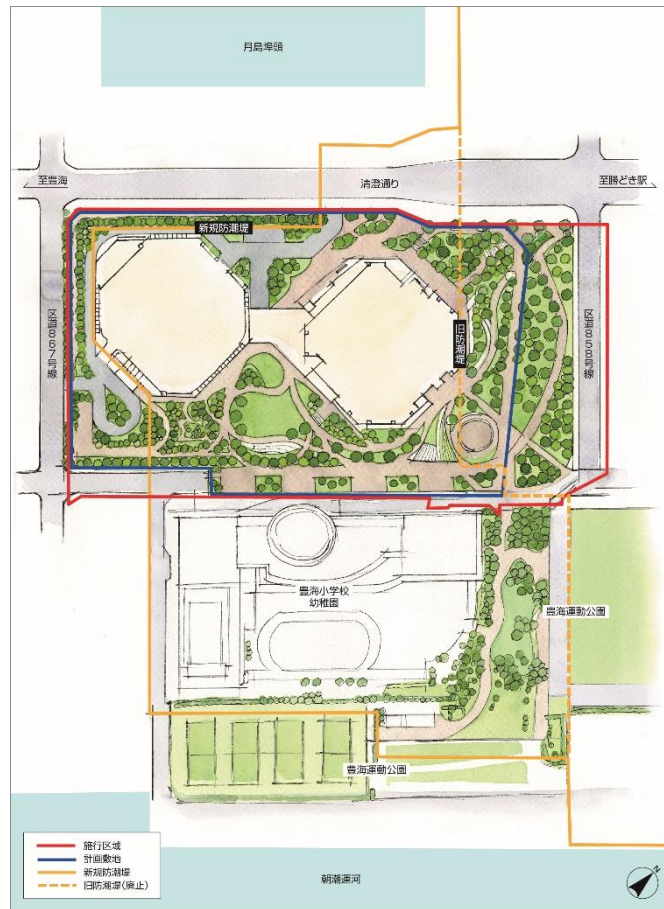 月島埠頭
至豊海
清澄通り
至勝どき駅
新規防潮堤
区道867号線
旧防潮堤
区道858号線
豊海小学校
幼稚園
豊海運動公園
豊海運動公園
施行区域
計画敷地
新規防潮堤
旧防潮堤(廃止)
朝潮運河
N